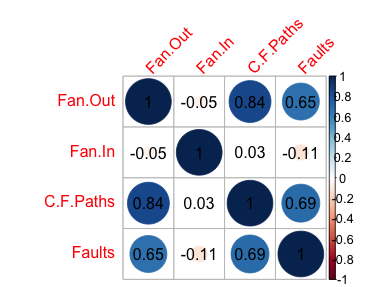 Fan.Out
Fan.In
C.F.Paths
Faults
Fan.Out 1 -0.05 0.84 0.65
Fan.In -0.05 1 0.03 -0.11
C.F.Paths 0.84 0.03 1 0.69
Faults 0.65 -0.11 0.69 1
1
0.8
0.6
0.4
0.2
0
-0.2
-0.4
-0.6
-0.8
-1